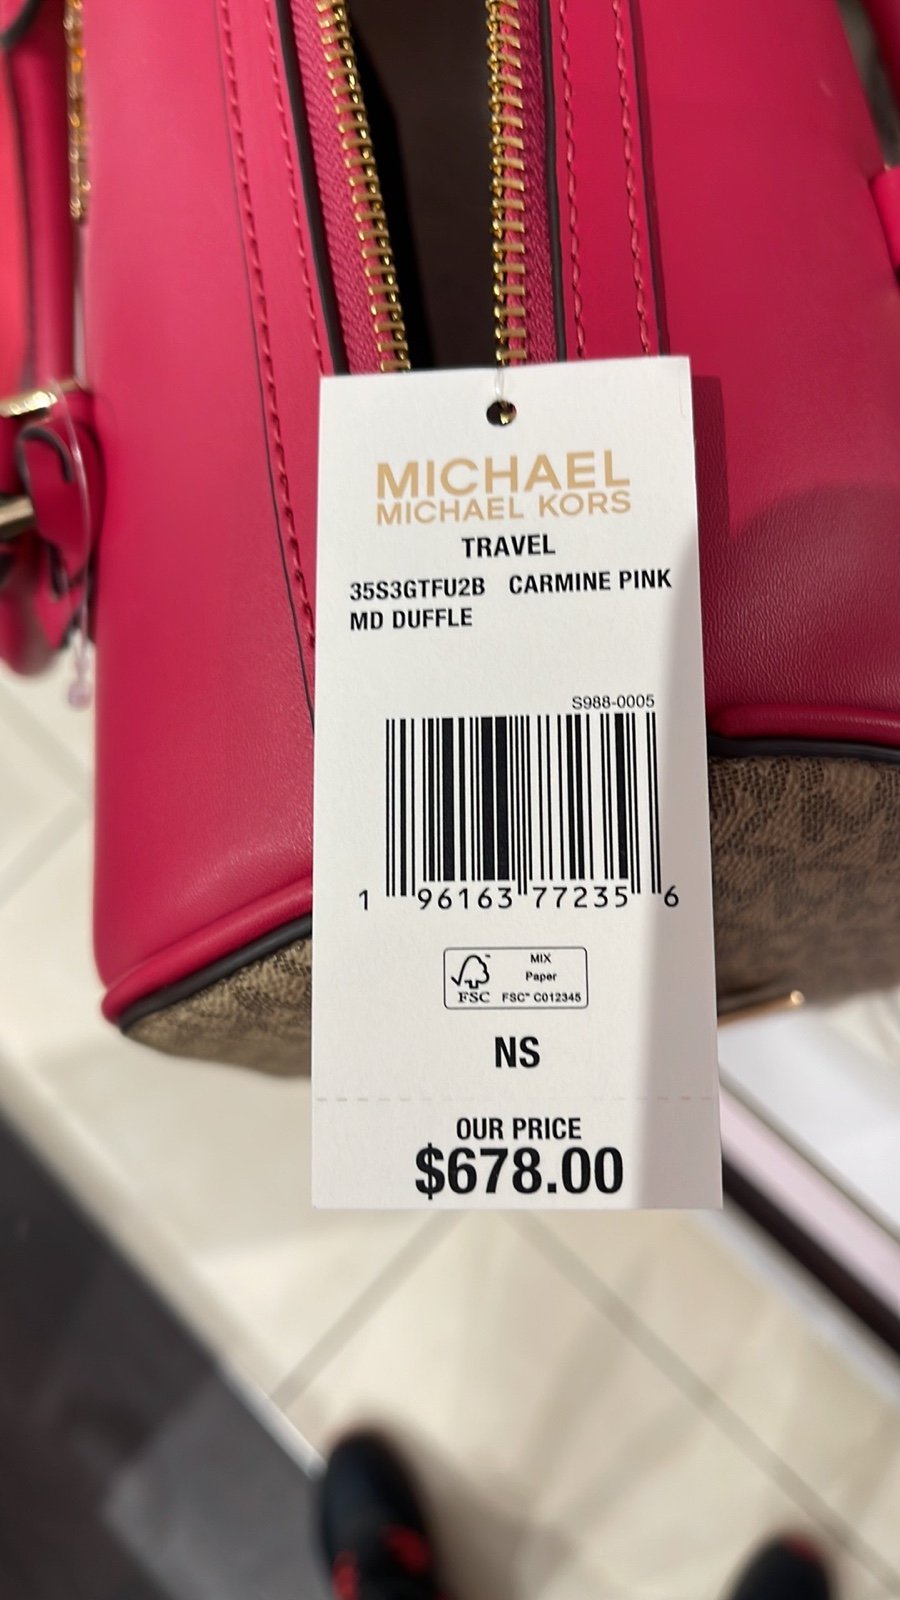 MICHAEL
MICHAEL KORS
TRAVEL
35S3GTFU2B CARMINE PINK
MD DUFFLE
S988-0005
1 96163 77235 6
FSC MIX
Paper
FSC™ C012345
NS
OUR PRICE
$678.00